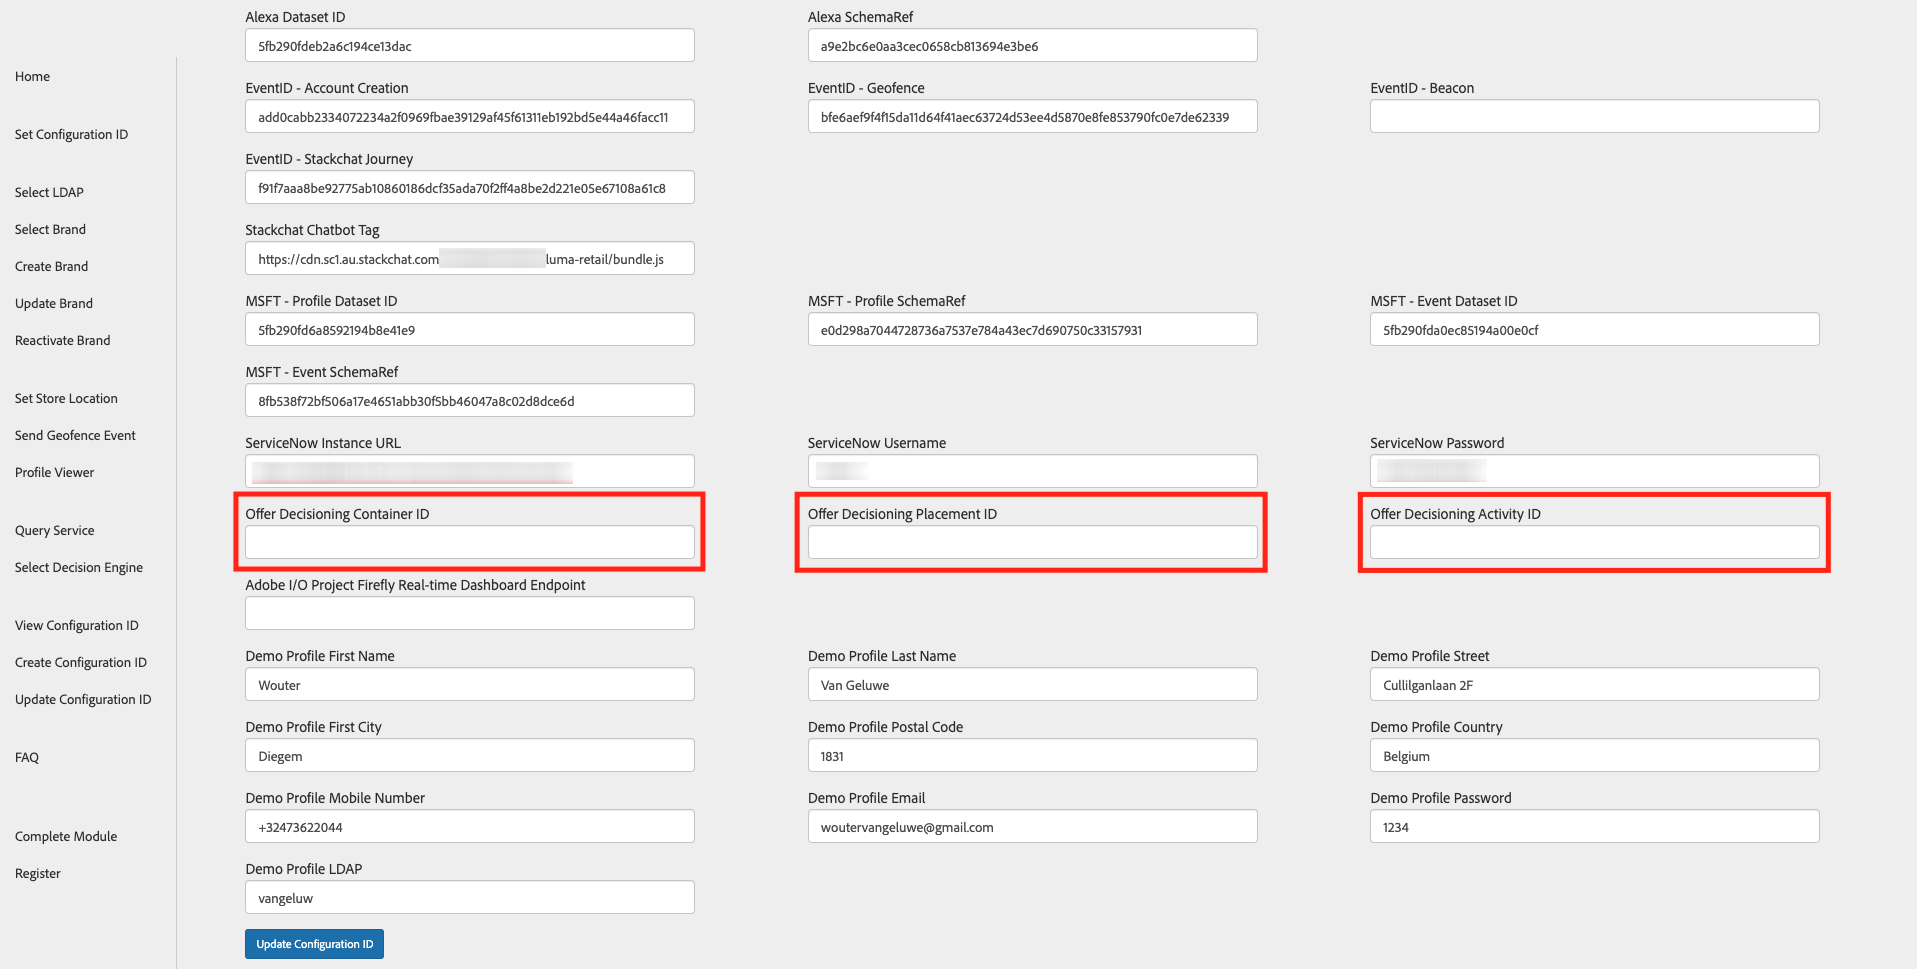 Home
Set Configuration ID
Select LDAP
Select Brand
Create Brand
Update Brand
Reactivate Brand
Set Store Location
Send Geofence Event
Profile Viewer
Query Service
Select Decision Engine
View Configuration ID
Create Configuration ID
Update Configuration ID
FAQ
Complete Module
Register
Alexa Dataset ID
5fb290fdeb2a6c194ce13dac
Alexa SchemaRef
a9e2bc6e0aa3cec0658cb813694e3be6
EventID - Account Creation
add0cabb2334072234a2f0969fbae39129af45f61311eb192bd5e44a46facc11
EventID - Geofence
bfe6aef9f4f15da11d64f41aec63724d53ee4d5870e8fe853790fc0e7de62339
EventID - Beacon
EventID - Stackchat Journey
f91f7aaa8be92775ab10860186dcf35ada70f2ff4a8be2d221e05e67108a61c8
Stackchat Chatbot Tag
https://cdn.sc1.au.stackchat.com luma-retail/bundle.js
MSFT - Profile Dataset ID
5fb290fd6a8592194b8e41e9
MSFT - Profile SchemaRef
e0d298a7044728736a7537e784a43ec7d690750c33157931
MSFT - Event Dataset ID
5fb290fda0ec85194a00e0cf
MSFT - Event SchemaRef
8fb538f72bf506a17e4651abb30f5bb46047a8c02d8dce6d
ServiceNow Instance URL
ServiceNow Username
ServiceNow Password
Offer Decisioning Container ID
Offer Decisioning Placement ID
Offer Decisioning Activity ID
Adobe I/O Project Firefly Real-time Dashboard Endpoint
Demo Profile First Name
Wouter
Demo Profile Last Name
Van Geluwe
Demo Profile Street
Cullilganlaan 2F
Demo Profile First City
Diegem
Demo Profile Postal Code
1831
Demo Profile Country
Belgium
Demo Profile Mobile Number
+32473622044
Demo Profile Email
woutervangeluwe@gmail.com
Demo Profile Password
1234
Demo Profile LDAP
vangeluw
Update Configuration ID